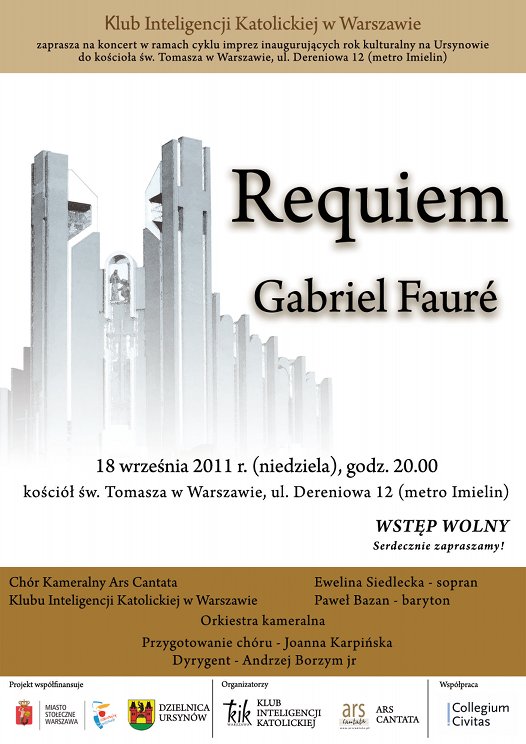 Klub Inteligencji Katolickiej w Warszawie
zaprasza na koncert w ramach cyklu imprez inaugurujących rok kulturalny na Ursynowie
do kościoła św. Tomasza w Warszawie, ul. Dereniowa 12 (metro Imielin)
Requiem
Gabriel Fauré
18 września 2011 r. (niedziela), godz. 20.00
kościół św. Tomasza w Warszawie, ul. Dereniowa 12 (metro Imielin)
WSTĘP WOLNY
Serdecznie zapraszamy!
Chór Kameralny Ars Cantata
Klubu Inteligencji Katolickiej w Warszawie
Ewelina Siedlecka - sopran
Paweł Bazan - baryton
Orkiestra kameralna
Przygotowanie chóru - Joanna Karpińska
Dyrygent - Andrzej Borzym jr
Projekt współfinansuje
MIASTO
STOŁECZNE
WARSZAWA
DZIELNICA
URSYNÓW
Organizatorzy
kik
WARSZAWA
KLUB
INTELIGENCJI
KATOLICKIEJ
ars
cantata
ARS
CANTATA
Współpraca
Collegium
Civitas